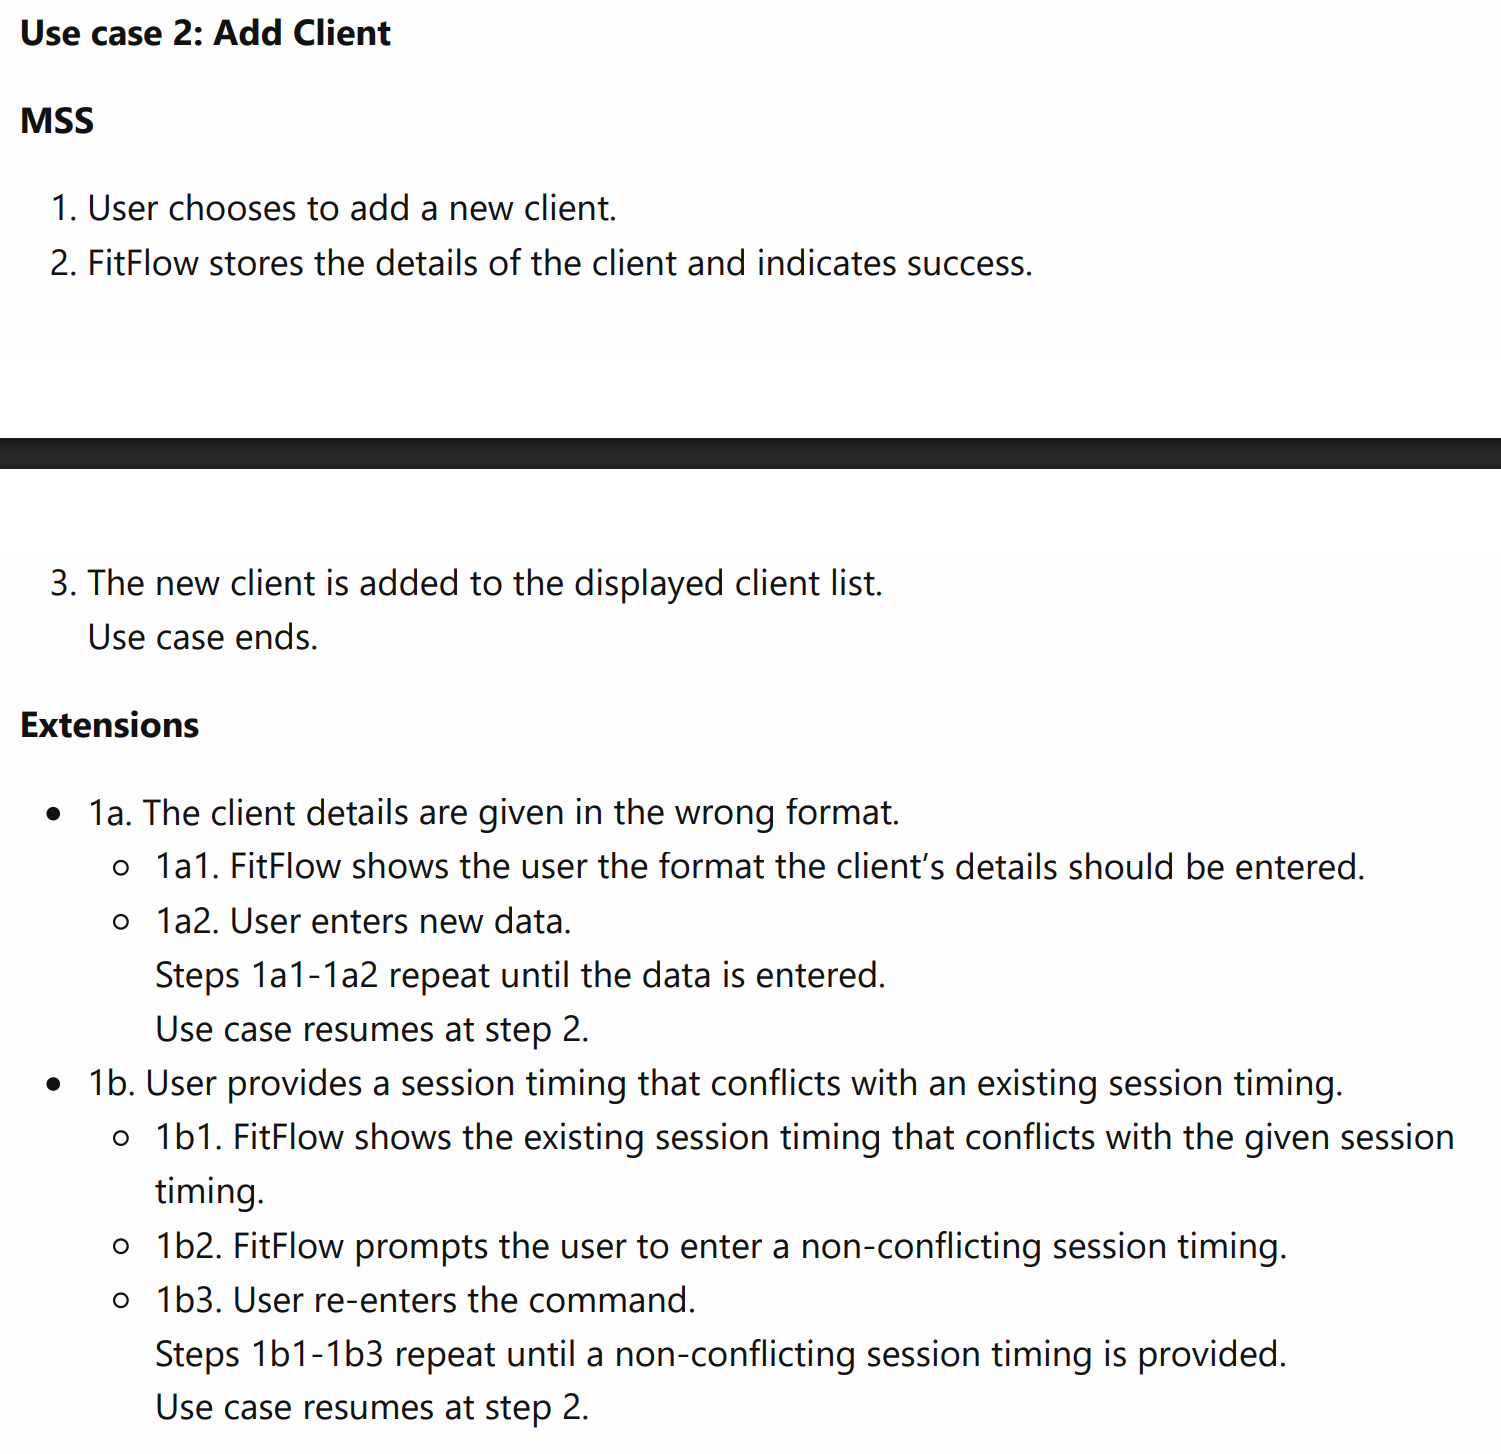 Use case 2: Add Client
MSS
1. User chooses to add a new client.
2. FitFlow stores the details of the client and indicates success.
3. The new client is added to the displayed client list.
Use case ends.
Extensions
• 1a. The client details are given in the wrong format.
○ 1a1. FitFlow shows the user the format the client’s details should be entered.
○ 1a2. User enters new data.
Steps 1a1-1a2 repeat until the data is entered.
Use case resumes at step 2.
• 1b. User provides a session timing that conflicts with an existing session timing.
○ 1b1. FitFlow shows the existing session timing that conflicts with the given session
timing.
○ 1b2. FitFlow prompts the user to enter a non-conflicting session timing.
○ 1b3. User re-enters the command.
Steps 1b1-1b3 repeat until a non-conflicting session timing is provided.
Use case resumes at step 2.